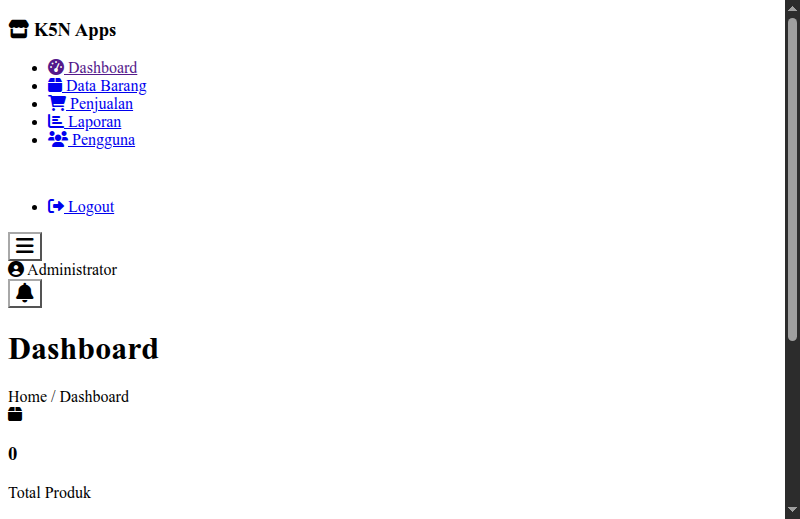 K5N Apps
Dashboard
Data Barang
Penjualan
Laporan
Pengguna
Logout
Administrator
Dashboard
Home / Dashboard
0
Total Produk